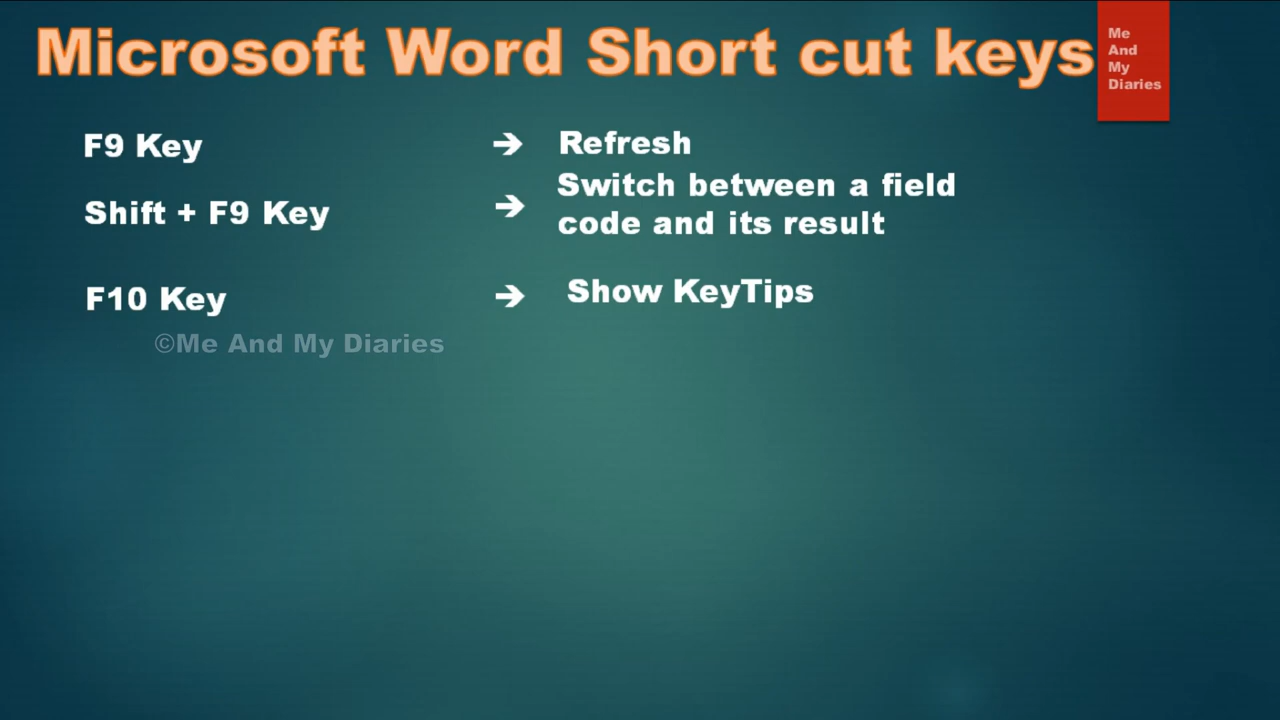 Microsoft Word Short cut keys
Me
And
My
Diaries
F9 Key ➔ Refresh
Shift + F9 Key ➔ Switch between a field
code and its result
F10 Key ➔ Show KeyTips
©Me And My Diaries